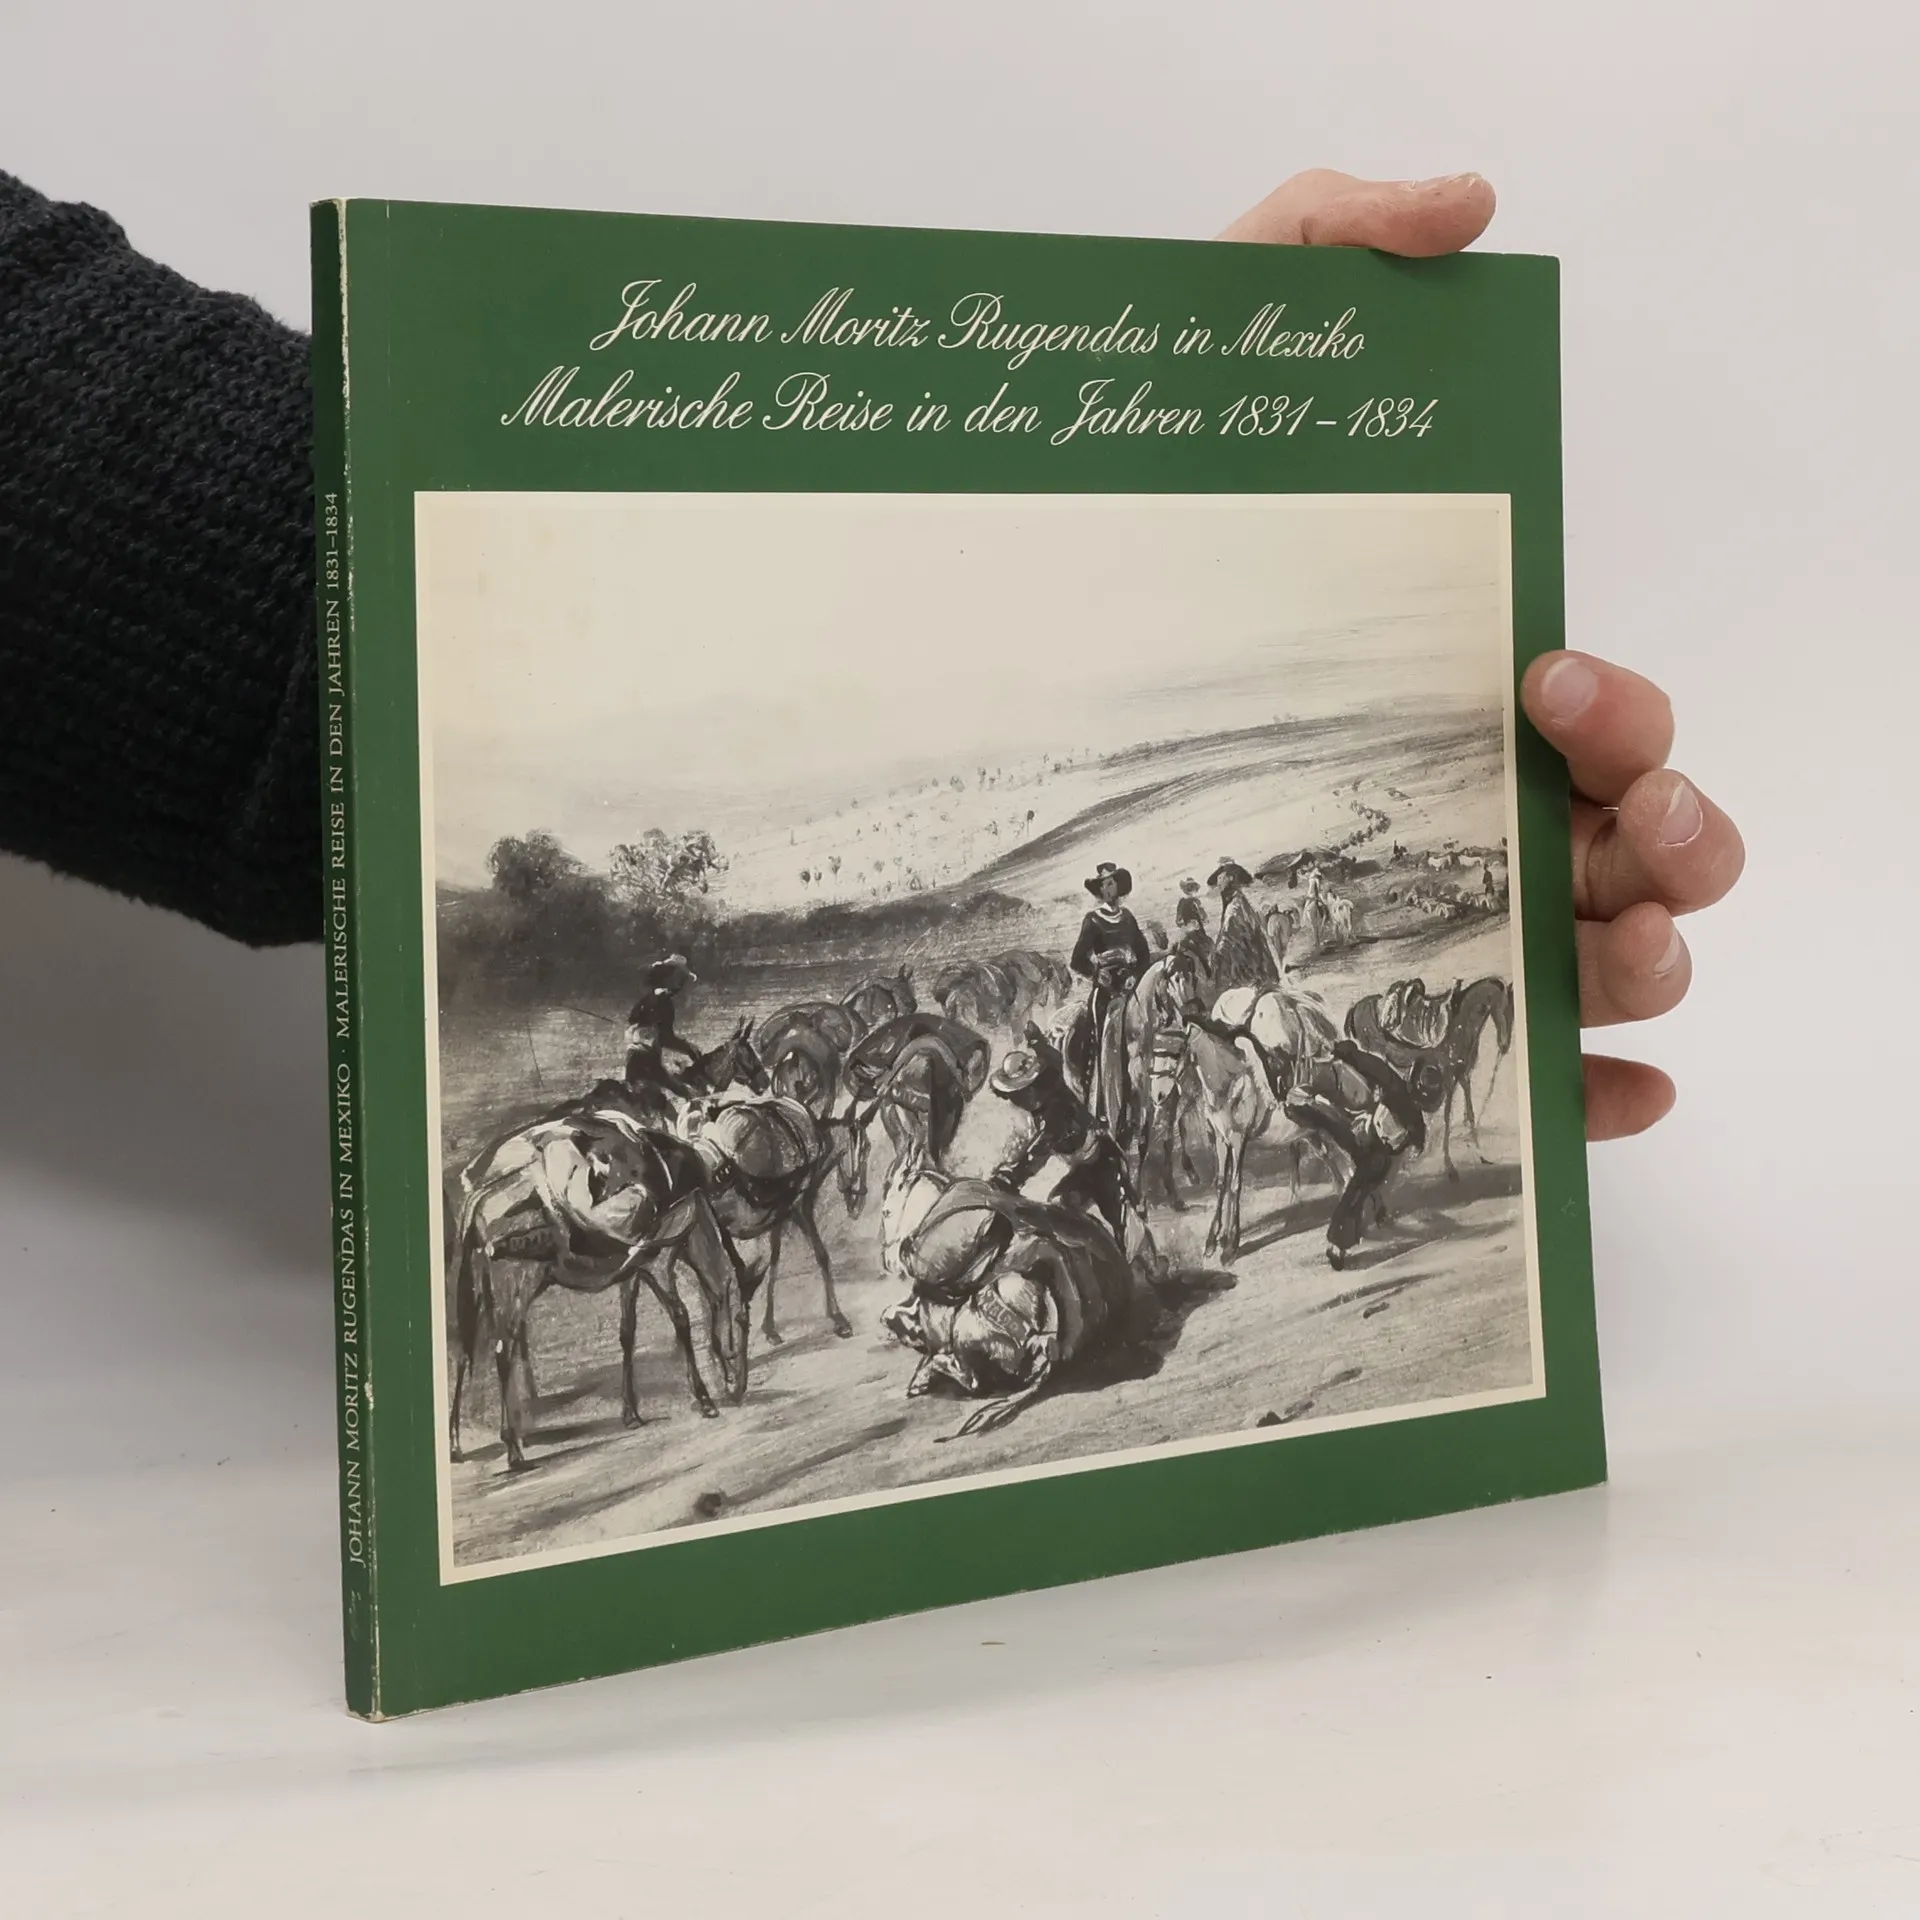 Johann Moritz Rugendas in Mexiko
Malerische Reise in den Jahren 1831 – 1834
JOHANN MORITZ RUGENDAS IN MEXIKO · MALERISCHE REISE IN DEN JAHREN 1831–1834